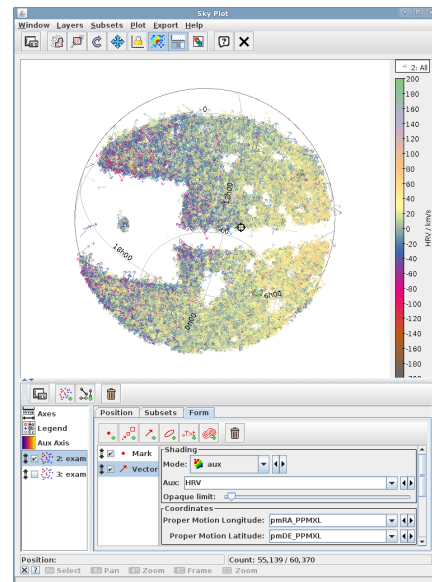 Sky Plot
Window Layers Subsets Plot Export Help
2: All
200
180
160
140
120
100
80
60
40
20
0
-20
-40
-60
-80
-100
-120
-140
-160
-180
-200
HRV / km/s
0
12h00
18h00
6h00
0h00
Axes
Legend
Aux Axis
2: exam
3: exam
Position Subsets Form
Mark
Vector
Shading
Mode: aux
Aux: HRV
Opaque limit:
Coordinates
Proper Motion Longitude: pmRA_PPMXL
Proper Motion Latitude: pmDE_PPMXL
Position: Count: 55,139 / 60,370
Select Pan Zoom Frame Zoom